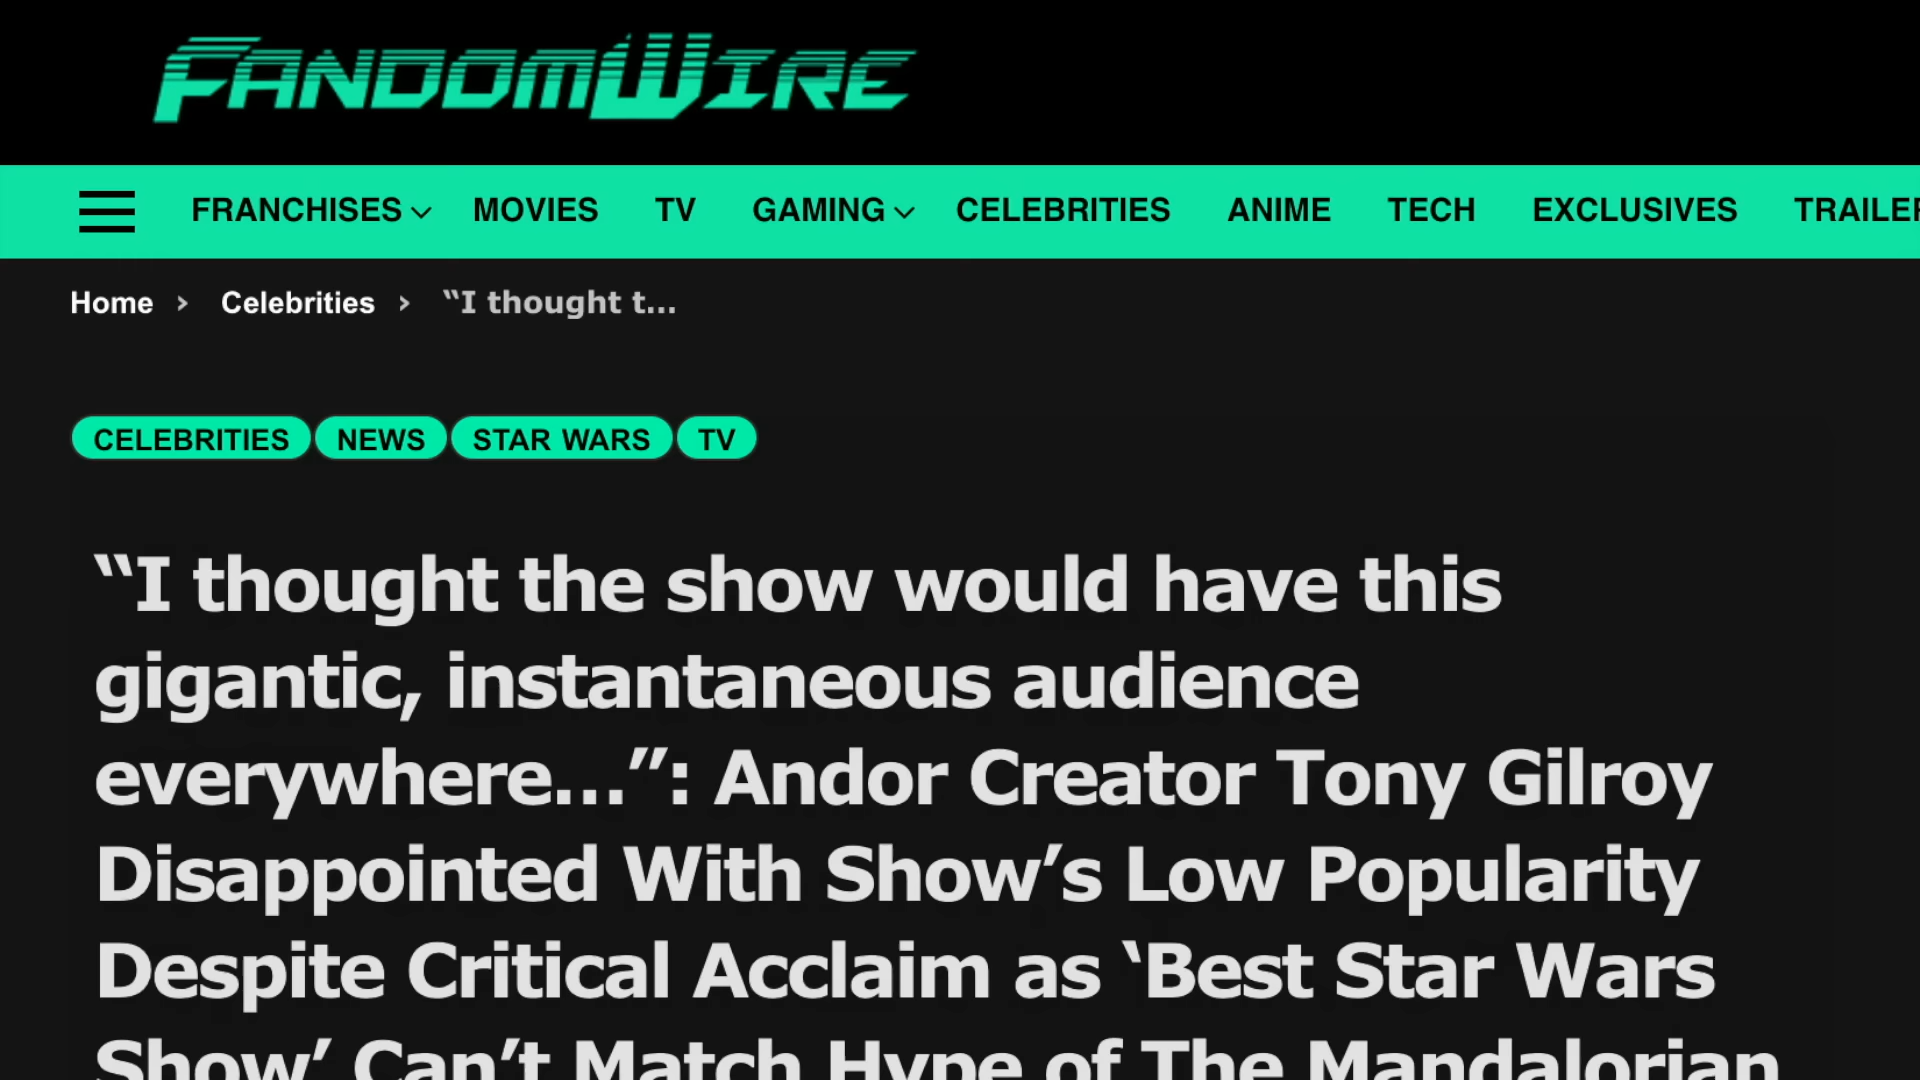 FANDOMWIRE
FRANCHISES MOVIES TV GAMING CELEBRITIES ANIME TECH EXCLUSIVES TRAILER
Home › Celebrities › “I thought t...
CELEBRITIES NEWS STAR WARS TV
“I thought the show would have this
gigantic, instantaneous audience
everywhere…”: Andor Creator Tony Gilroy
Disappointed With Show’s Low Popularity
Despite Critical Acclaim as ‘Best Star Wars
Show’ Can’t Match Hype of The Mandalorian